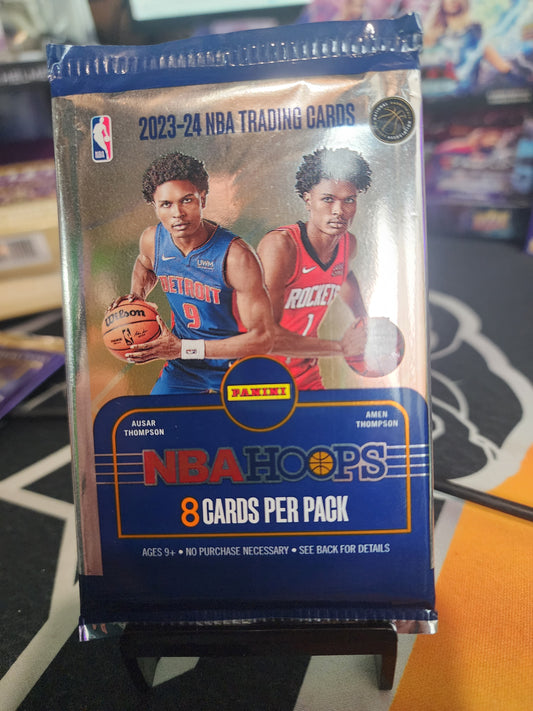 2023-24 NBA TRADING CARDS
NBA
UWM
DETROIT
9
Wilson
ROCKETS
1
PANINI
AUSAR
THOMPSON
AMEN
THOMPSON
NBA HOOPS
8 CARDS PER PACK
AGES 9+ • NO PURCHASE NECESSARY • SEE BACK FOR DETAILS